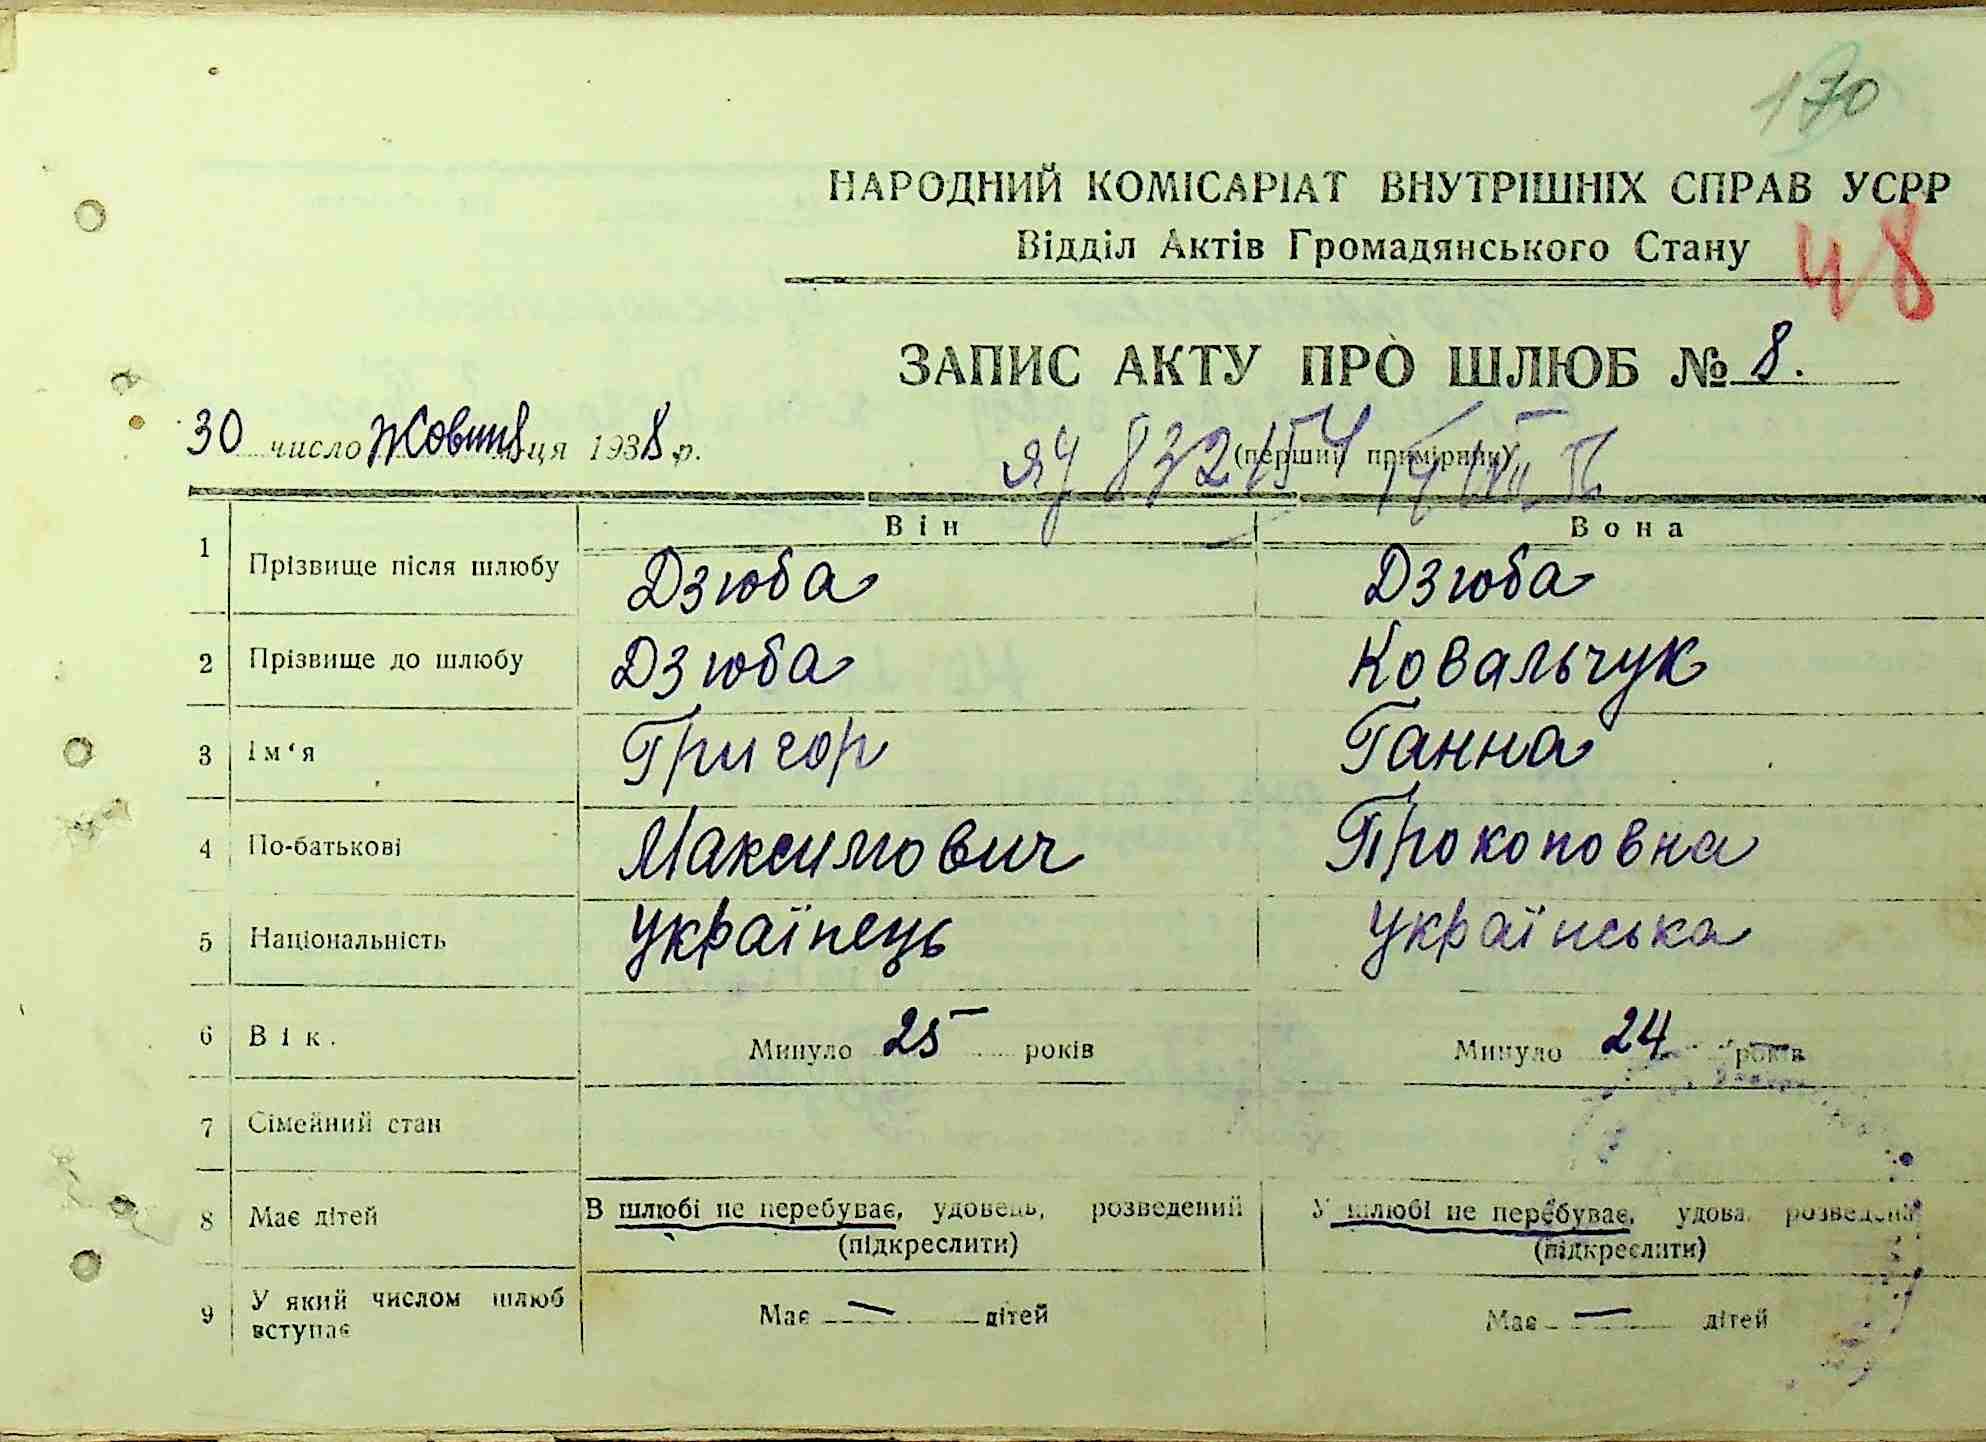 170
НАРОДНИЙ КОМІСАРІАТ ВНУТРІШНІХ СПРАВ УСРР
Відділ Актів Громадянського Стану
48
ЗАПИС АКТУ ПРО ШЛЮБ № 8.
30 число Жовтня ця 1938 р.
(перший примірник)
ЯУ 832154
Він Вона
1 Прізвище після шлюбу Дзюба Дзюба
2 Прізвище до шлюбу Дзюба Ковальчук
3 Ім'я Григор Ганна
4 По-батькові Максимович Прокоповна
5 Національність Українець Українська
6 Вік. Минуло 25 років Минуло 24 років
7 Сімейний стан
8 Має дітей В шлюбі не перебуває, удовець, розведений У шлюбі не перебуває, удова, розведена
(підкреслити) (підкреслити)
9 У який числом шлюб Має — дітей Має — дітей
вступає